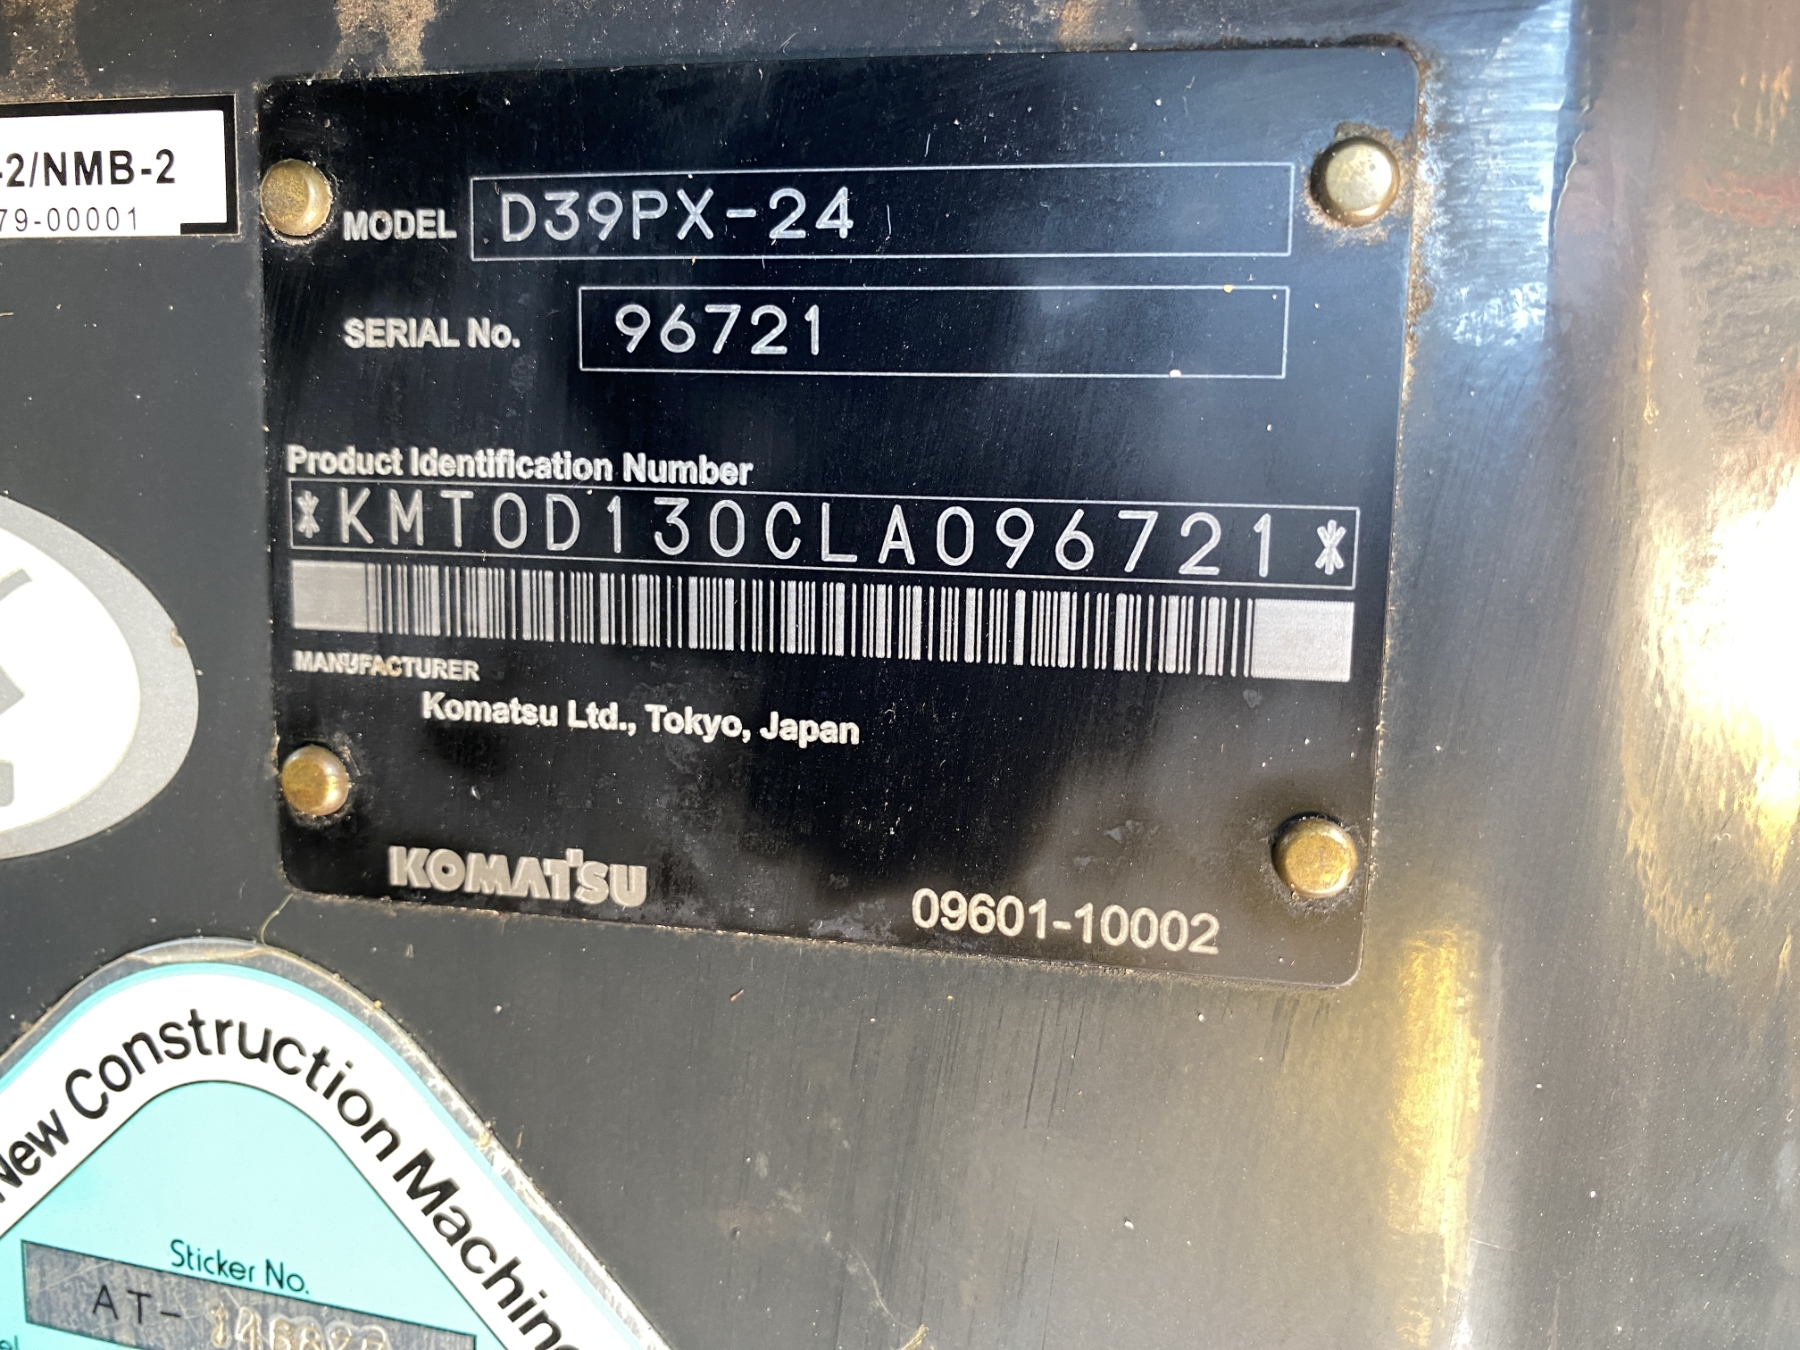 -2/NMB-2
79-00001
MODEL D39PX-24
SERIAL No. 96721
Product Identification Number
*KMT0D130CLA096721*
MANUFACTURER
Komatsu Ltd., Tokyo, Japan
KOMATSU
09601-10002
New Construction Machine
Sticker No.
AT-